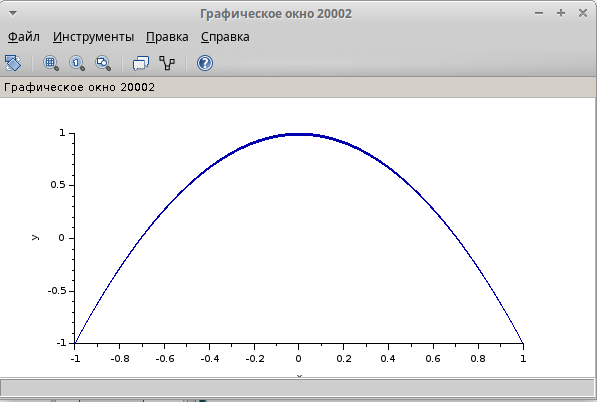 Графическое окно 20002
Файл Инструменты Правка Справка
Графическое окно 20002
1
0.5
0
-0.5
-1
y
-1 -0.8 -0.6 -0.4 -0.2 0 0.2 0.4 0.6 0.8 1